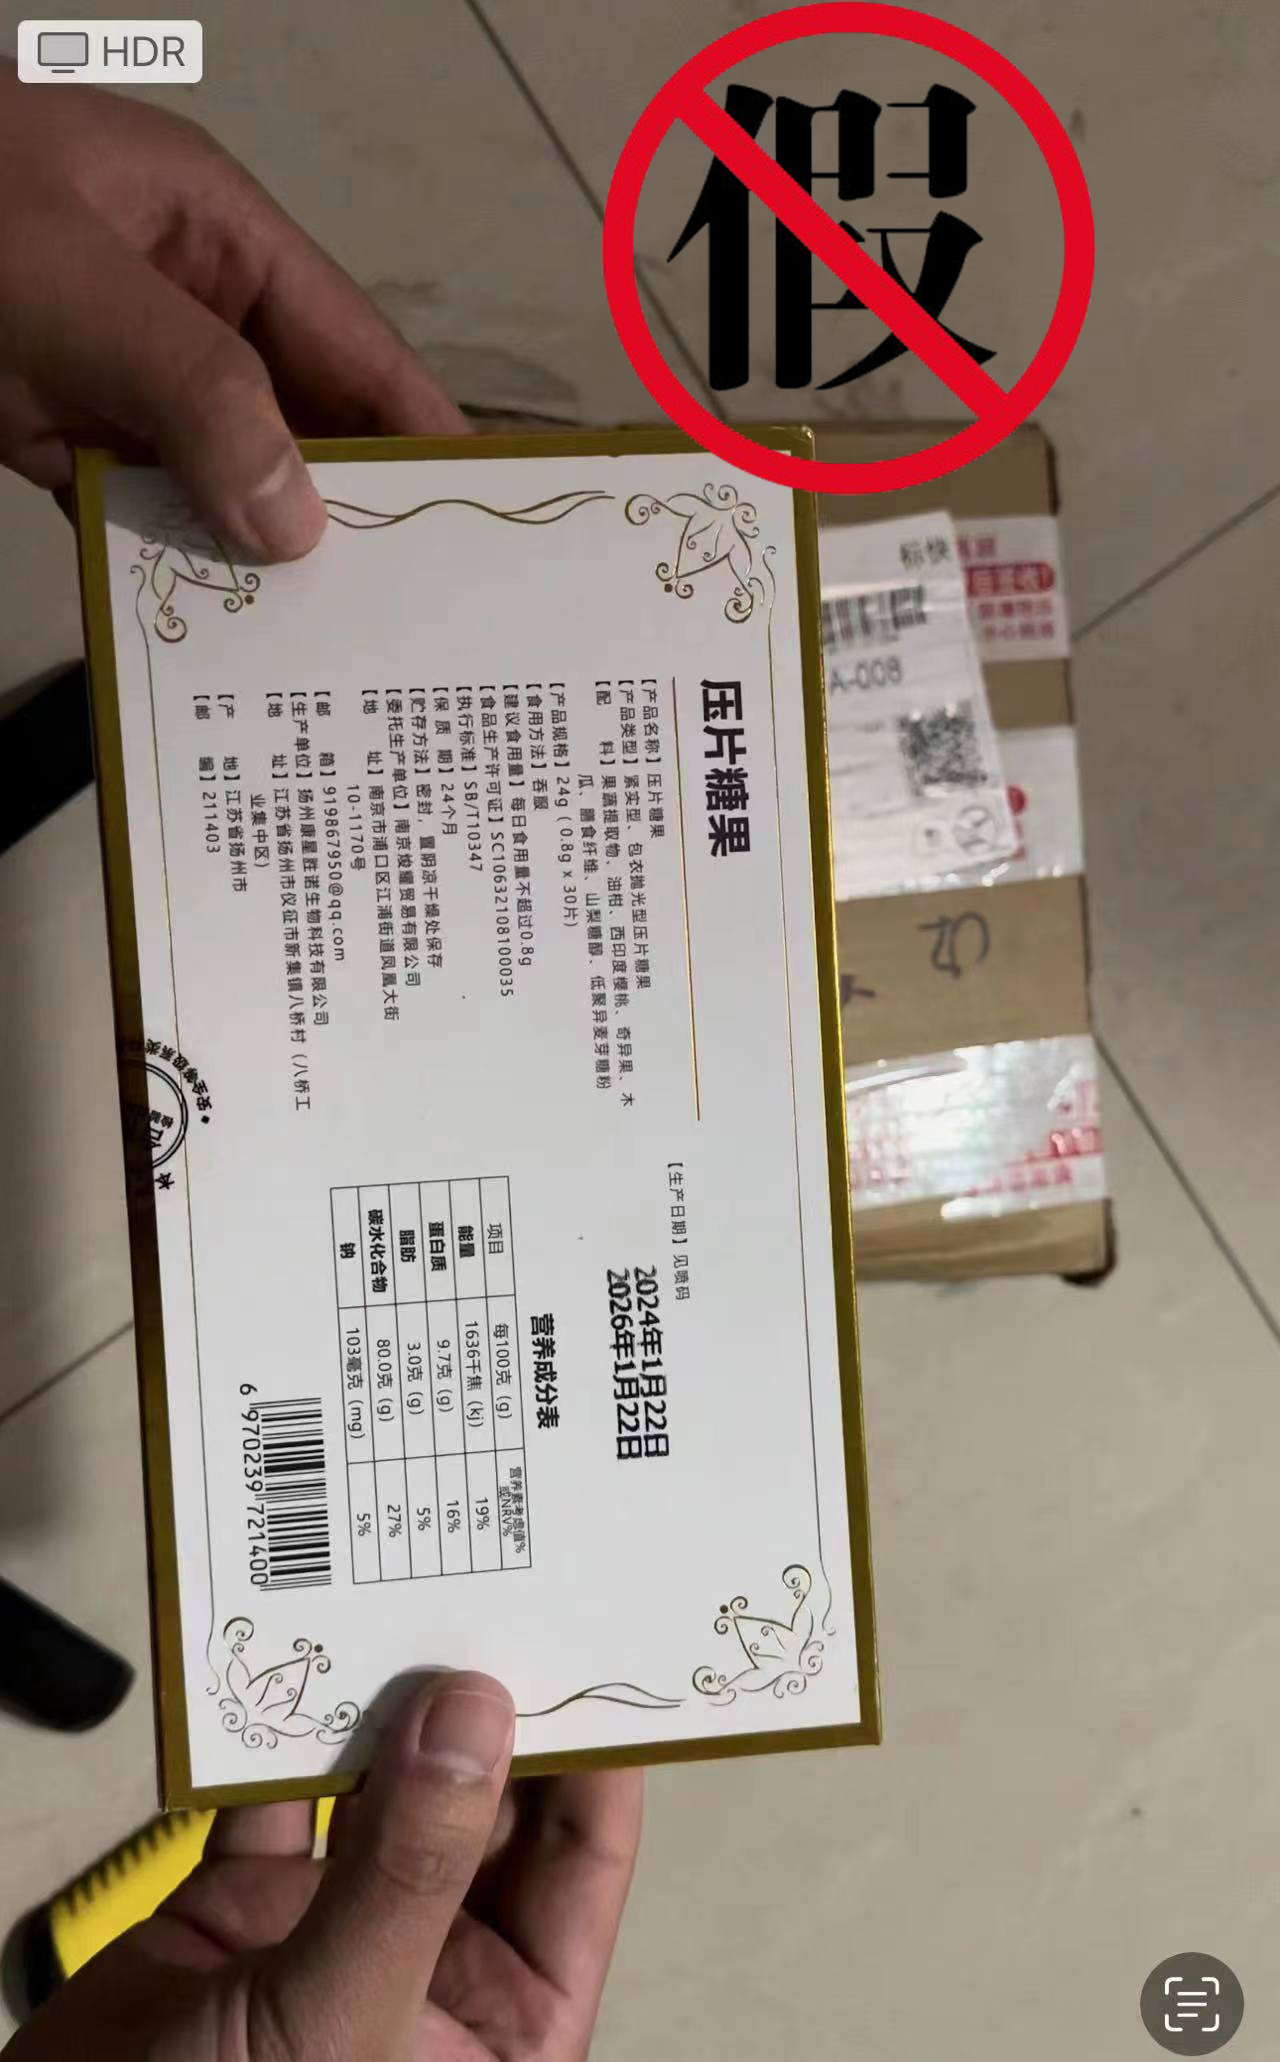 HDR
假
标快
A-008
压片糖果
【产品名称】压片糖果
【产品类型】紧实型、包衣抛光型压片糖果
【配 料】果蔬提取物、油柑、西印度樱桃、奇异果、木
瓜、膳食纤维、山梨糖醇、低聚异麦芽糖粉
【产品规格】24g（0.8g x 30片）
【食用方法】吞服
【建议食用量】每日食用量不超过0.8g
【食品生产许可证】SC10632108100035
【执行标准】SB/T10347
【保 质 期】24个月
【贮存方法】密封，置阴凉干燥处保存
【委托生产单位】南京焌耀贸易有限公司
【地 址】南京市浦口区江浦街道凤凰大街
10-1170号
【邮 箱】919867950@qq.com
【生产单位】扬州康星胜诺生物科技有限公司
【地 址】江苏省扬州市仪征市新集镇八桥村（八桥工
业集中区）
【产 地】江苏省扬州市
【邮 编】211403
【生产日期】见喷码
2024年1月22日
2026年1月22日
营养成分表
项目 每100克（g） 营养素考虑值%
或NRV%
能量 1636千焦（kj） 19%
蛋白质 9.7克（g） 16%
脂肪 3.0克（g） 5%
碳水化合物 80.0克（g） 27%
钠 103毫克（mg） 5%
6 970239 721400